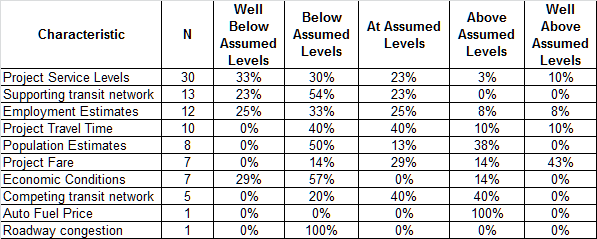 Characteristic N Well Below Assumed Levels Below Assumed Levels At Assumed Levels Above Assumed Levels Well Above Assumed Levels
Project Service Levels 30 33% 30% 23% 3% 10%
Supporting transit network 13 23% 54% 23% 0% 0%
Employment Estimates 12 25% 33% 25% 8% 8%
Project Travel Time 10 0% 40% 40% 10% 10%
Population Estimates 8 0% 50% 13% 38% 0%
Project Fare 7 0% 14% 29% 14% 43%
Economic Conditions 7 29% 57% 0% 14% 0%
Competing transit network 5 0% 20% 40% 40% 0%
Auto Fuel Price 1 0% 0% 0% 100% 0%
Roadway congestion 1 0% 100% 0% 0% 0%